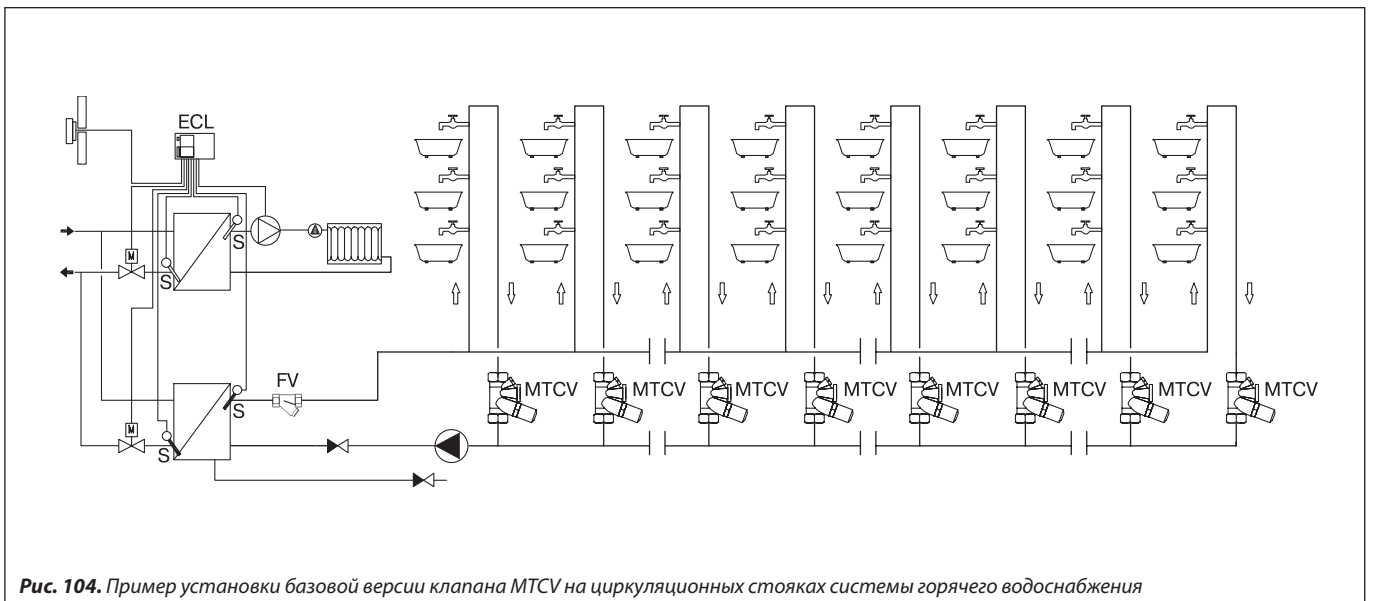 ECL
S
M
S
FV
MTCV MTCV MTCV MTCV MTCV MTCV MTCV MTCV
S
M
S
Рис. 104. Пример установки базовой версии клапана MTCV на циркуляционных стояках системы горячего водоснабжения